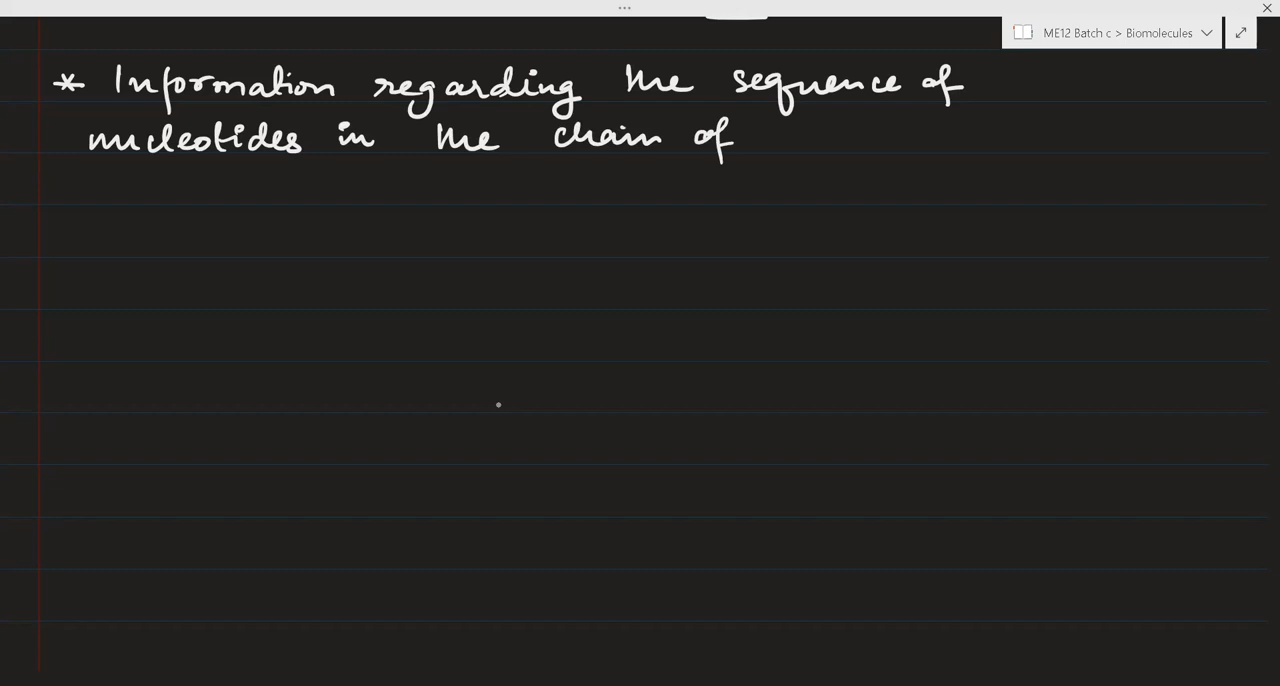 ME12 Batch c > Biomolecules
* Information regarding the sequence of
nucleotides in the chain of